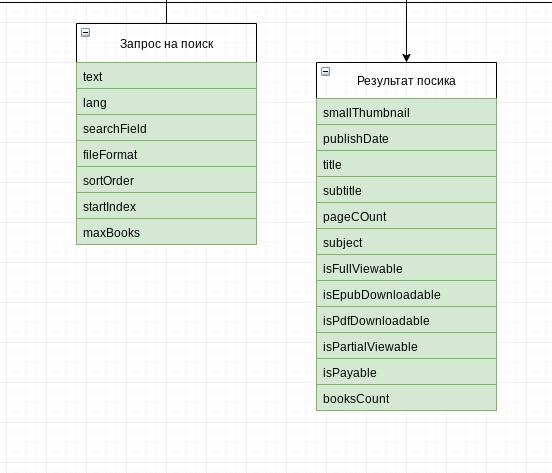 Запрос на поиск
text
lang
searchField
fileFormat
sortOrder
startIndex
maxBooks
Результат посика
smallThumbnail
publishDate
title
subtitle
pageCOunt
subject
isFullViewable
isEpubDownloadable
isPdfDownloadable
isPartialViewable
isPayable
booksCount